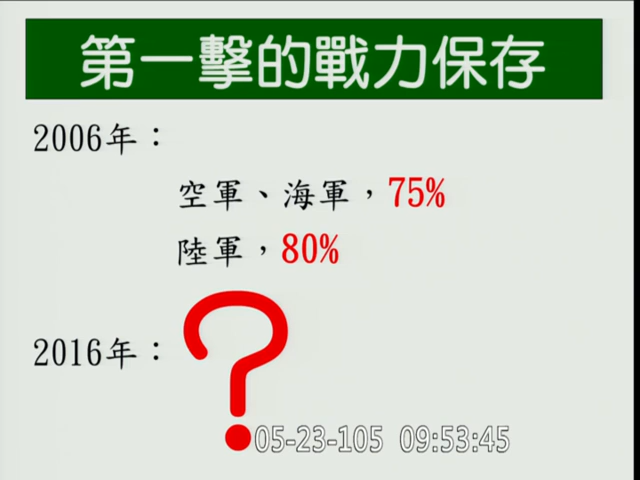 第一擊的戰力保存
2006年：
空軍、海軍，75%
陸軍，80%
2016年：
?
05-23-105 09:53:45